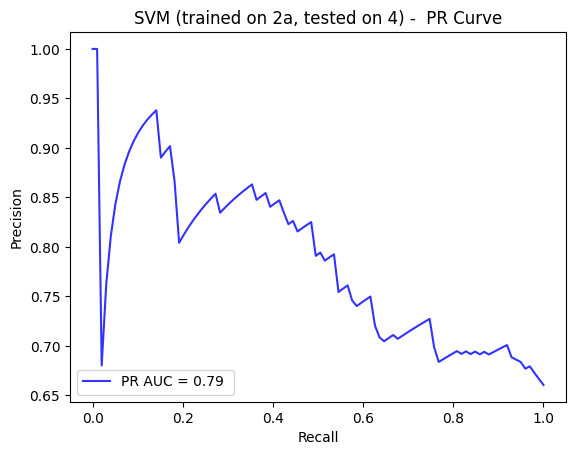 SVM (trained on 2a, tested on 4) -  PR Curve
Precision
1.00
0.95
0.90
0.85
0.80
0.75
0.70
0.65
PR AUC = 0.79
0.0 0.2 0.4 0.6 0.8 1.0
Recall